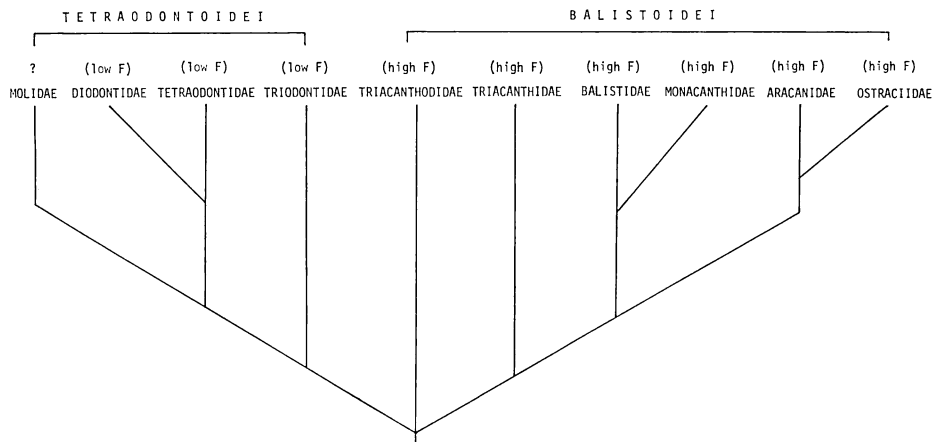 TETRAODONTOIDEI BALISTOIDEI
? (low F) (low F) (low F) (high F) (high F) (high F) (high F) (high F) (high F)
MOLIDAE DIODONTIDAE TETRAODONTIDAE TRIODONTIDAE TRIACANTHODIDAE TRIACANTHIDAE BALISTIDAE MONACANTHIDAE ARACANIDAE OSTRACIIDAE